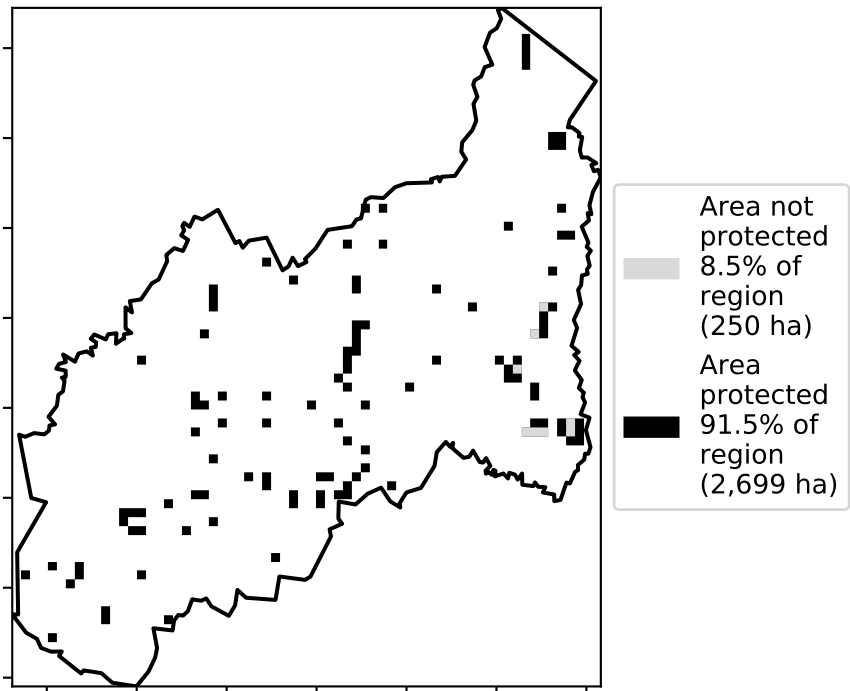 Area not
protected
8.5% of
region
(250 ha)
Area
protected
91.5% of
region
(2,699 ha)